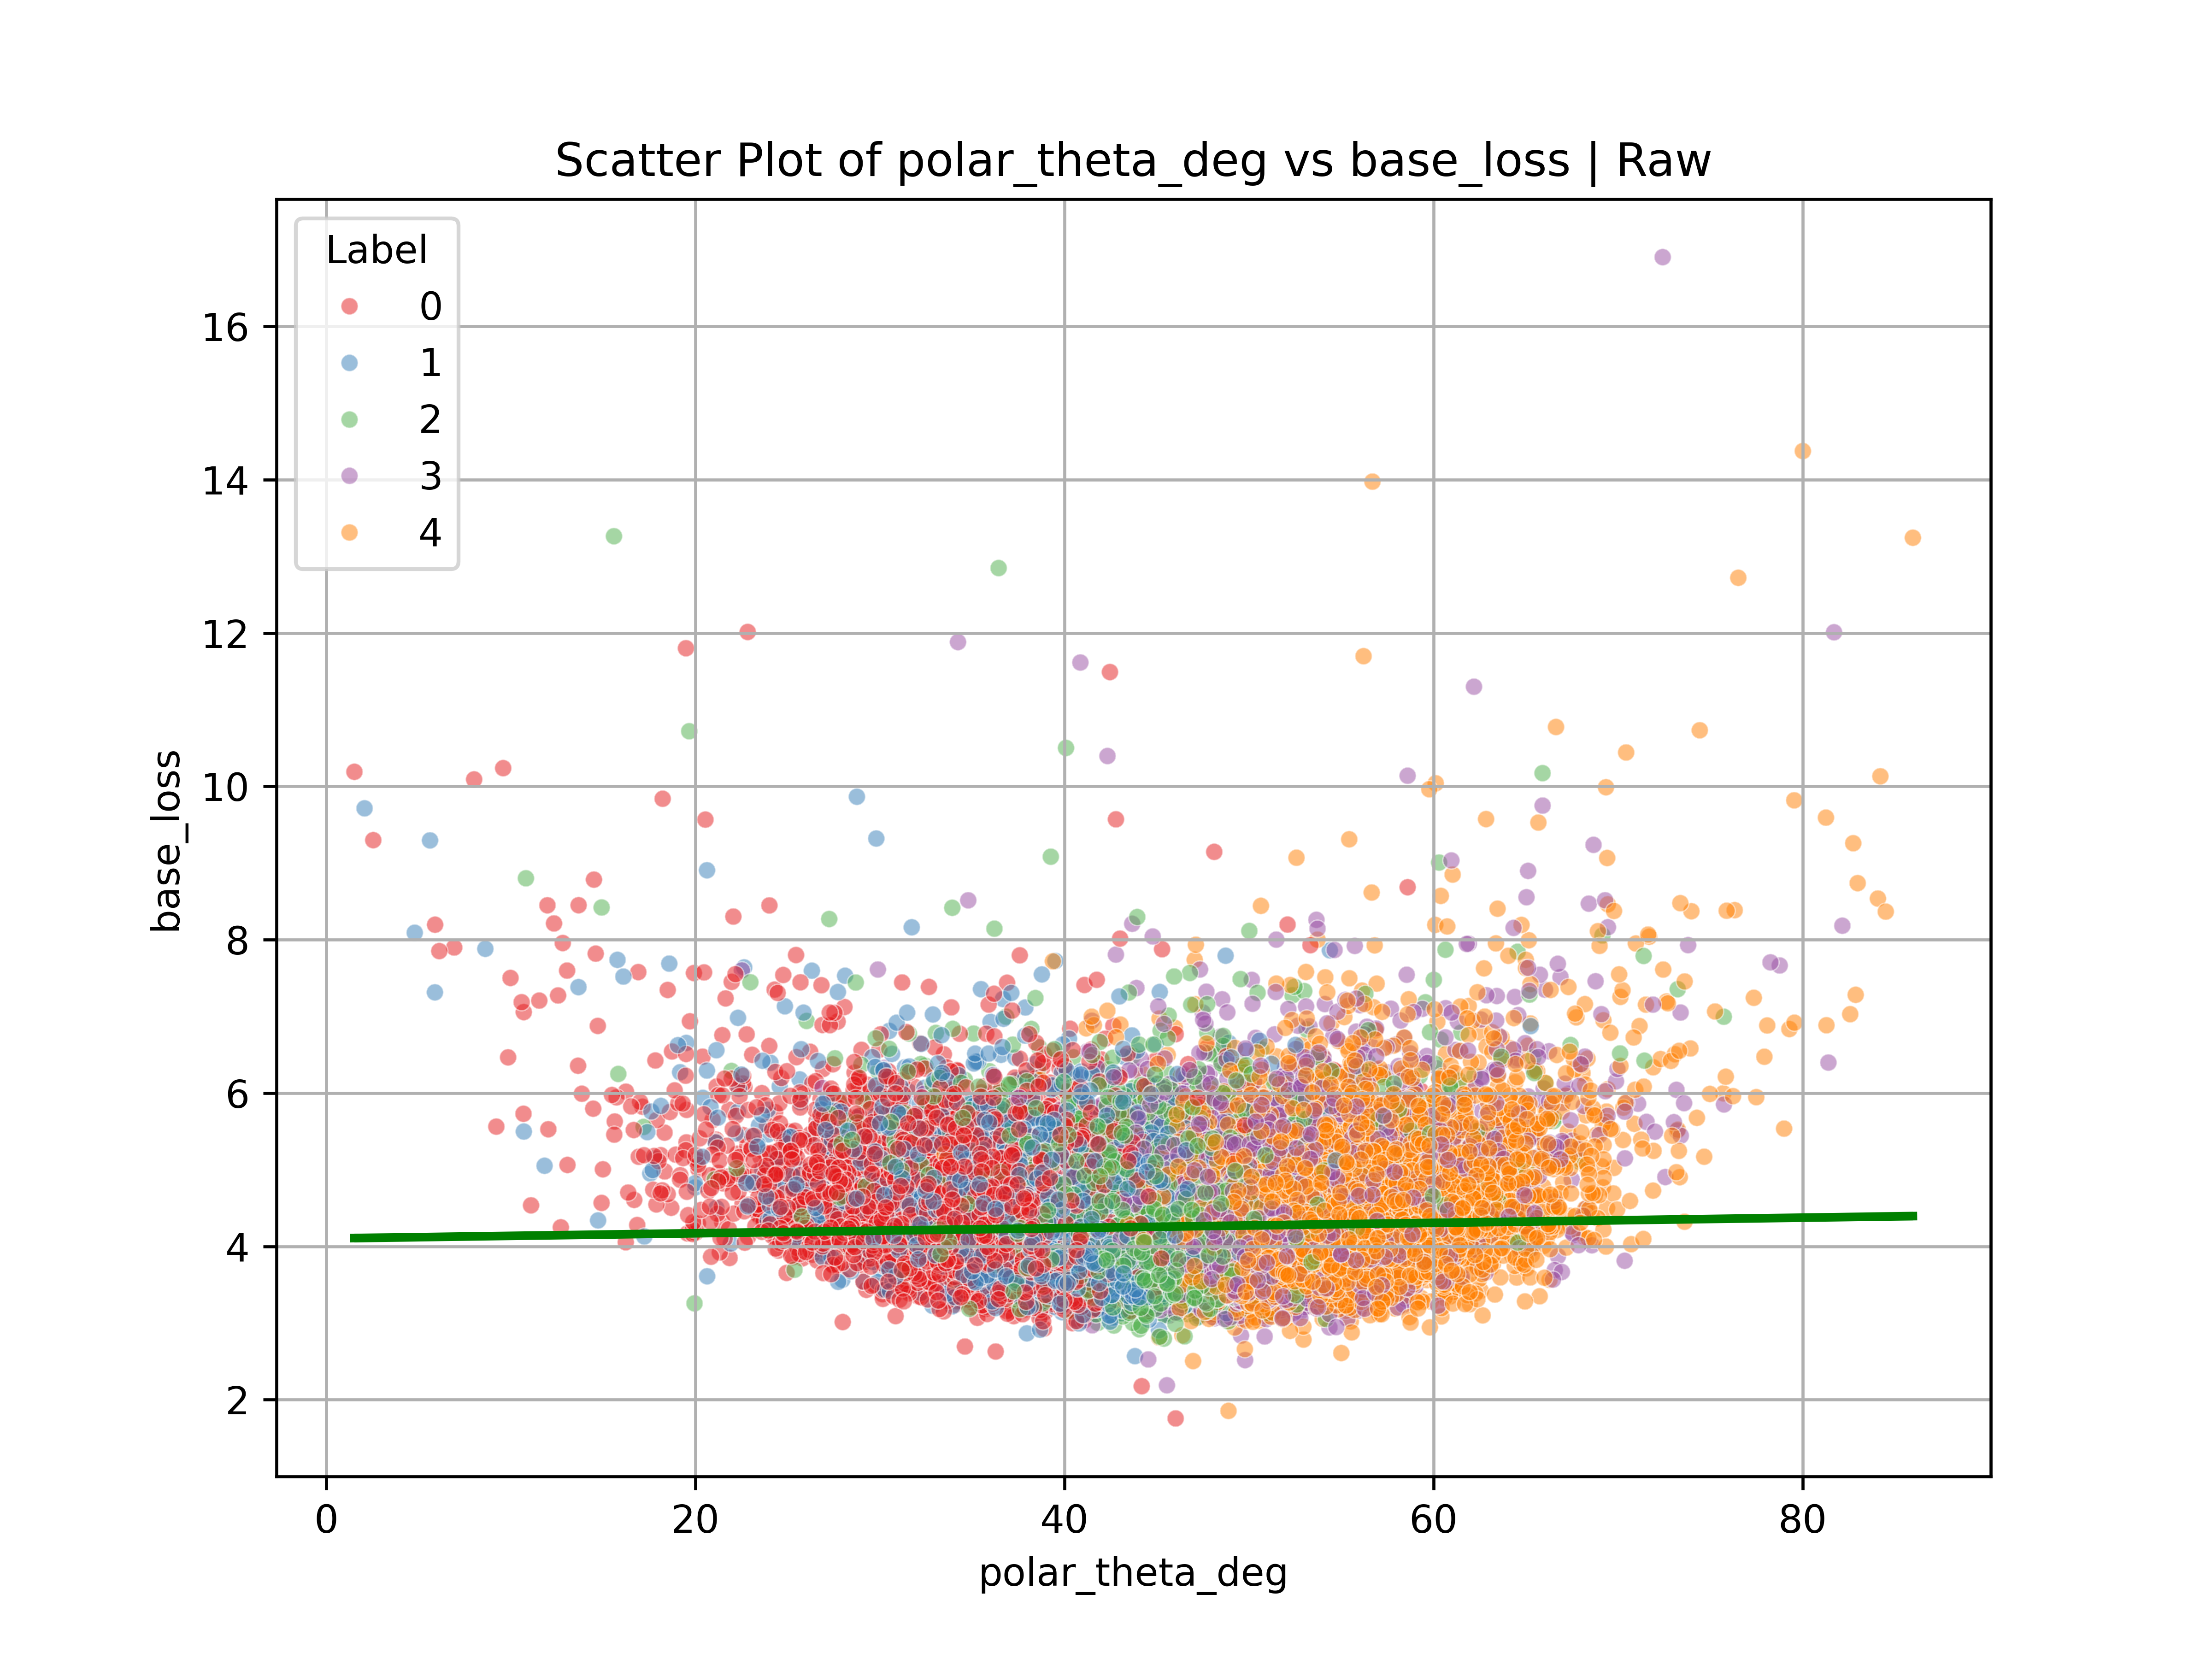 Scatter Plot of polar_theta_deg vs base_loss | Raw
Label
0
1
2
3
4
16
14
12
10
8
6
4
2
base_loss
0 20 40 60 80
polar_theta_deg